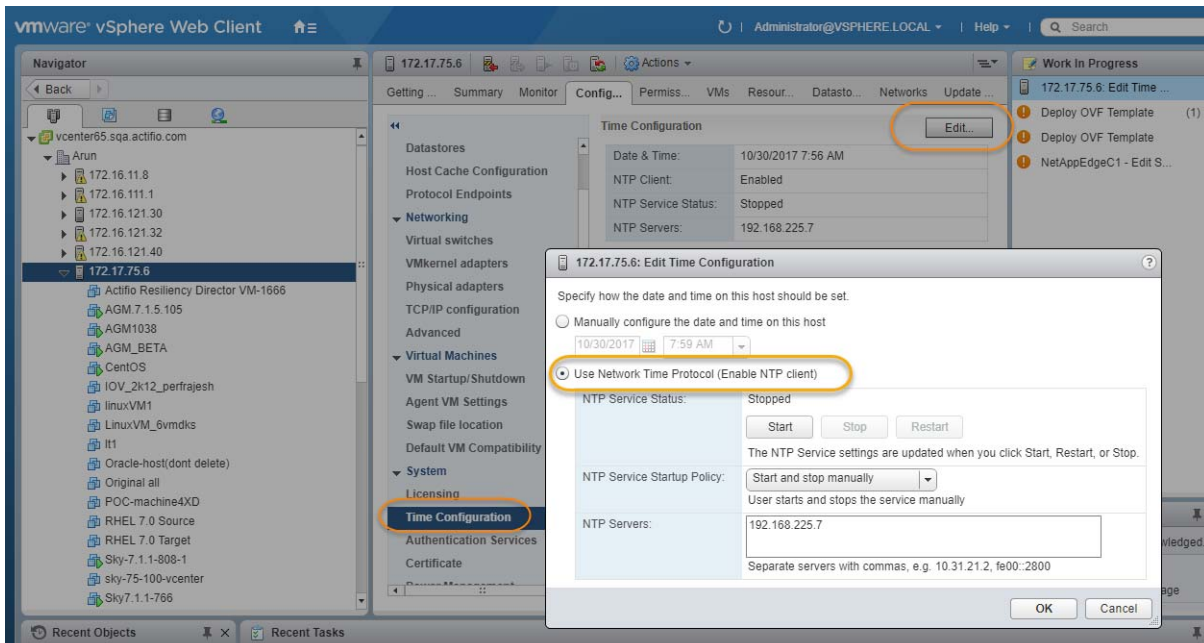 vmware® vSphere Web Client
Administrator@VSPHERE.LOCAL
Help
Search
Navigator
Back
vcenter65.sqa.actifio.com
Arun
172.16.11.8
172.16.111.1
172.16.121.30
172.16.121.32
172.16.121.40
172.17.75.6
Actifio Resiliency Director VM-1666
AGM.7.1.5.105
AGM1038
AGM_BETA
CentOS
IOV_2k12_perfrajesh
linuxVM1
LinuxVM_6vmdks
lt1
Oracle-host(dont delete)
Original all
POC-machine4XD
RHEL 7.0 Source
RHEL 7.0 Target
Sky-7.1.1-808-1
sky-75-100-vcenter
Sky7.1.1-766
172.17.75.6
Actions
Getting ... Summary Monitor Config... Permiss... VMs Resour... Datasto... Networks Update ...
Datastores
Host Cache Configuration
Protocol Endpoints
Networking
Virtual switches
VMkernel adapters
Physical adapters
TCP/IP configuration
Advanced
Virtual Machines
VM Startup/Shutdown
Agent VM Settings
Swap file location
Default VM Compatibility
System
Licensing
Time Configuration
Authentication Services
Certificate
Power Management
Time Configuration
Edit...
Date & Time: 10/30/2017 7:56 AM
NTP Client: Enabled
NTP Service Status: Stopped
NTP Servers: 192.168.225.7
Work In Progress
172.17.75.6: Edit Time ...
Deploy OVF Template (1)
Deploy OVF Template
NetAppEdgeC1 - Edit S...
172.17.75.6: Edit Time Configuration
?
Specify how the date and time on this host should be set.
Manually configure the date and time on this host
10/30/2017 7:59 AM
Use Network Time Protocol (Enable NTP client)
NTP Service Status: Stopped
Start Stop Restart
The NTP Service settings are updated when you click Start, Restart, or Stop.
NTP Service Startup Policy: Start and stop manually
User starts and stops the service manually
NTP Servers: 192.168.225.7
Separate servers with commas, e.g. 10.31.21.2, fe00::2800
OK Cancel
Recent Objects
Recent Tasks